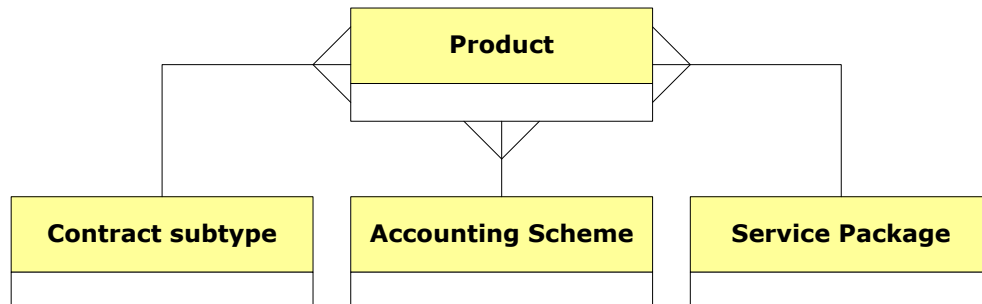 Product
Contract subtype
Accounting Scheme
Service Package